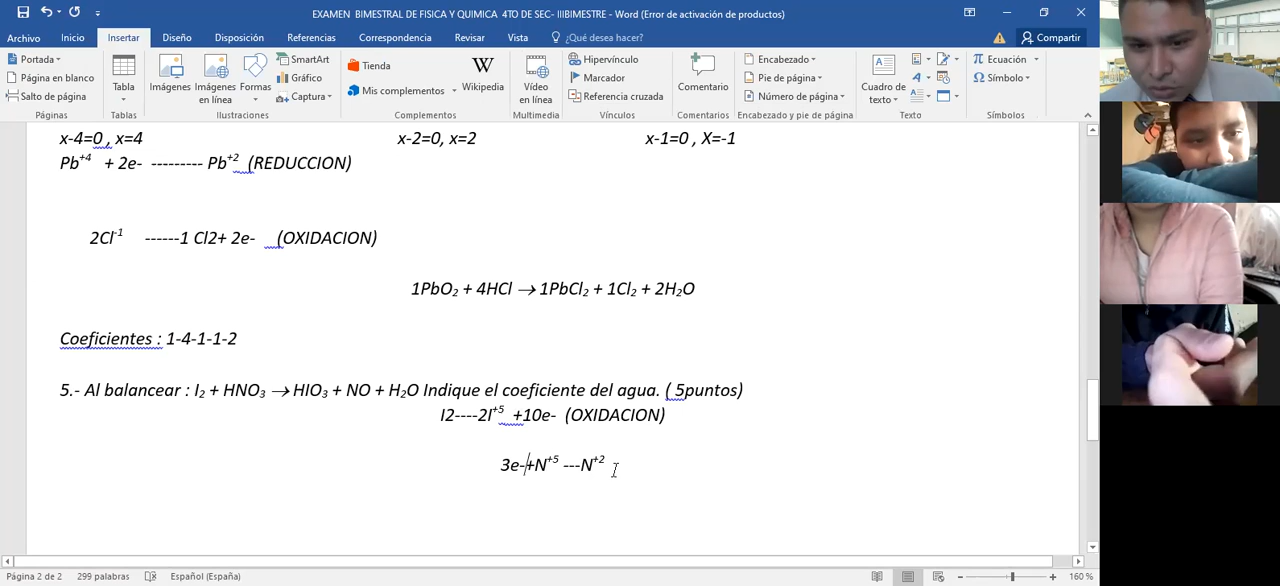 EXAMEN BIMESTRAL DE FISICA Y QUIMICA 4TO DE SEC- IIIBIMESTRE - Word (Error de activación de productos)
Archivo Inicio Insertar Diseño Disposición Referencias Correspondencia Revisar Vista ¿Qué desea hacer? Compartir
Portada
Página en blanco
Salto de página
Páginas
Tabla
Tablas
Imágenes
Imágenes en línea
Formas
SmartArt
Gráfico
Captura
Ilustraciones
Tienda
Mis complementos
Wikipedia
Complementos
Vídeo en línea
Multimedia
Hipervínculo
Marcador
Referencia cruzada
Vínculos
Comentario
Comentarios
Encabezado
Pie de página
Número de página
Encabezado y pie de página
Cuadro de texto
Texto
Ecuación
Símbolo
Símbolos
x-4=0 , x=4 x-2=0, x=2 x-1=0 , X=-1
Pb+4 + 2e- --------- Pb+2 (REDUCCION)
2Cl-1 ------1 Cl2+ 2e- (OXIDACION)
1PbO2 + 4HCl → 1PbCl2 + 1Cl2 + 2H2O
Coeficientes : 1-4-1-1-2
5.- Al balancear : I2 + HNO3 → HIO3 + NO + H2O Indique el coeficiente del agua. ( 5puntos)
I2----2I+5 +10e- (OXIDACION)
3e-+N+5 ---N+2
Página 2 de 2 299 palabras Español (España) 160 %